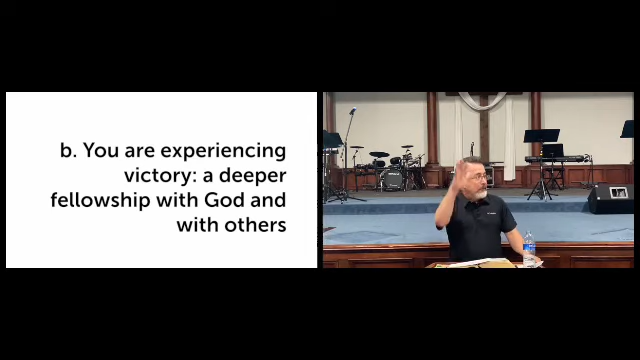 b. You are experiencing
victory: a deeper
fellowship with God and
with others